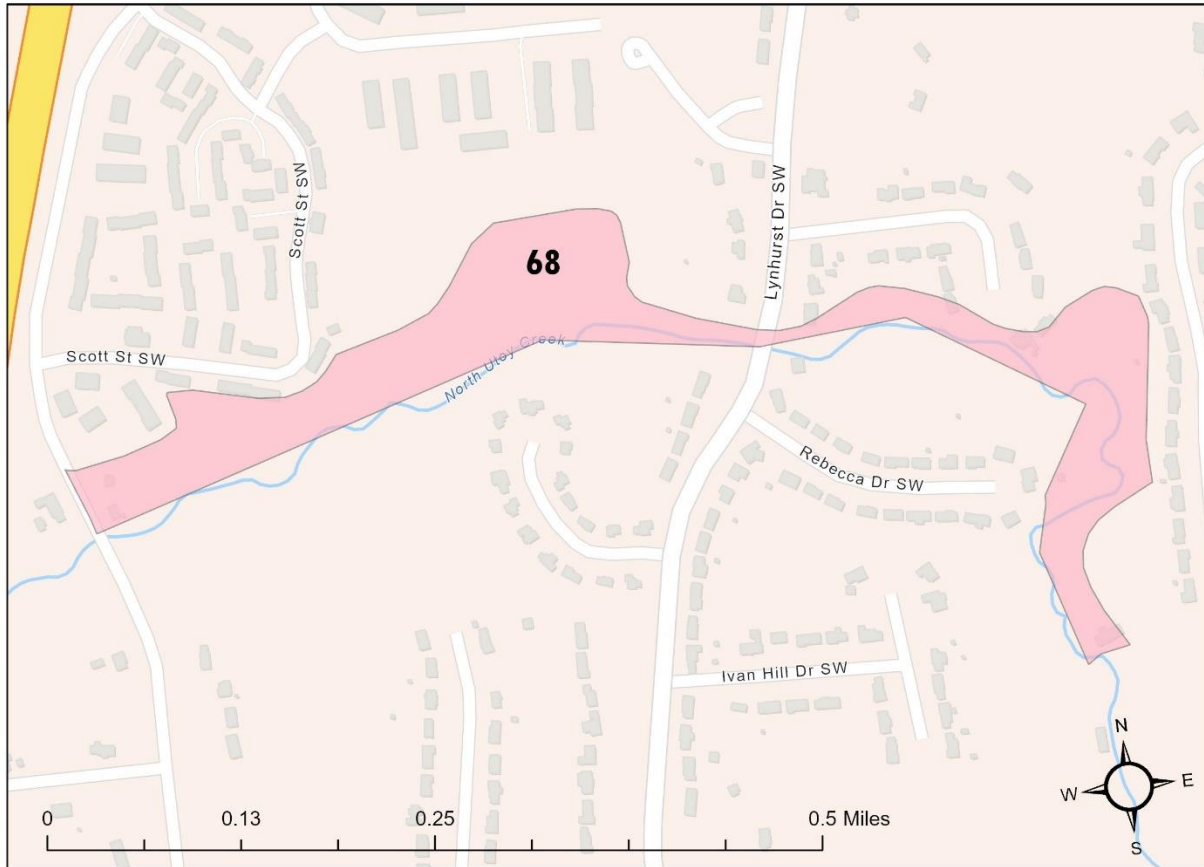 Scott St SW
Lynhurst Dr SW
68
Scott St SW
North Utoy Creek
Rebecca Dr SW
Ivan Hill Dr SW
N
W E
S
0 0.13 0.25 0.5 Miles